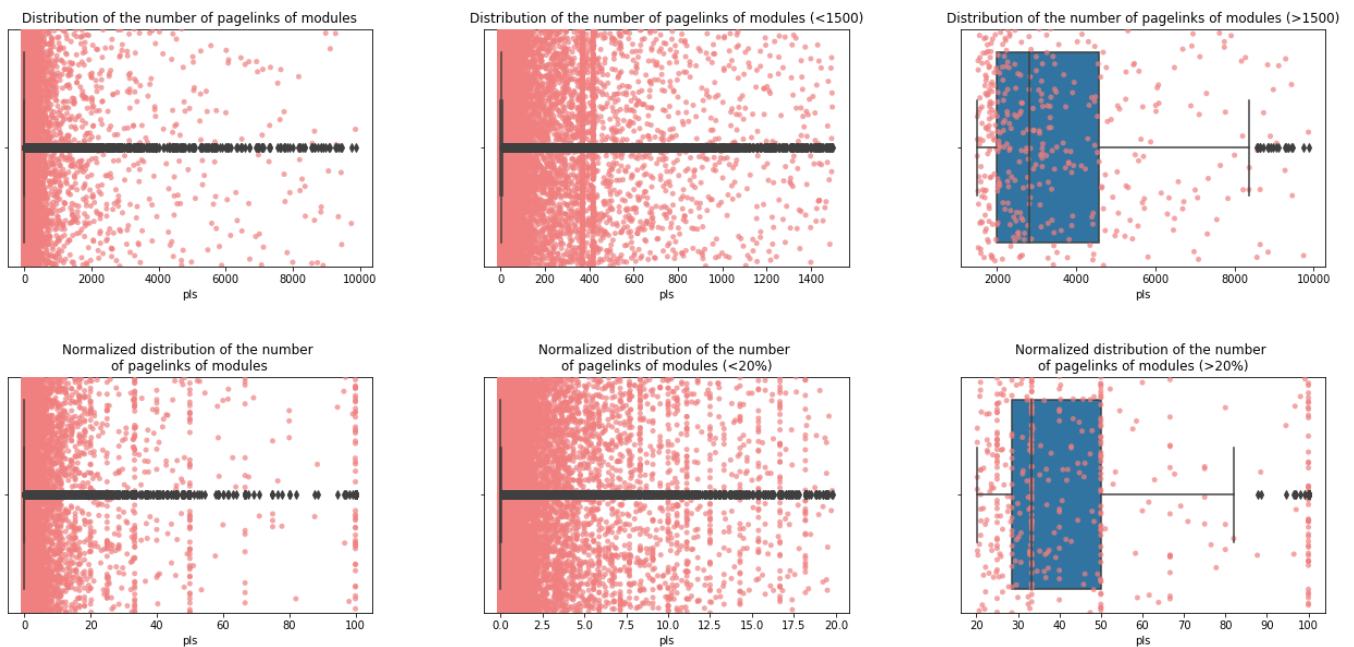 Distribution of the number of pagelinks of modules
0 2000 4000 6000 8000 10000
pls
Distribution of the number of pagelinks of modules (<1500)
0 200 400 600 800 1000 1200 1400
pls
Distribution of the number of pagelinks of modules (>1500)
2000 4000 6000 8000 10000
pls
Normalized distribution of the number
of pagelinks of modules
0 20 40 60 80 100
pls
Normalized distribution of the number
of pagelinks of modules (<20%)
0.0 2.5 5.0 7.5 10.0 12.5 15.0 17.5 20.0
pls
Normalized distribution of the number
of pagelinks of modules (>20%)
20 30 40 50 60 70 80 90 100
pls